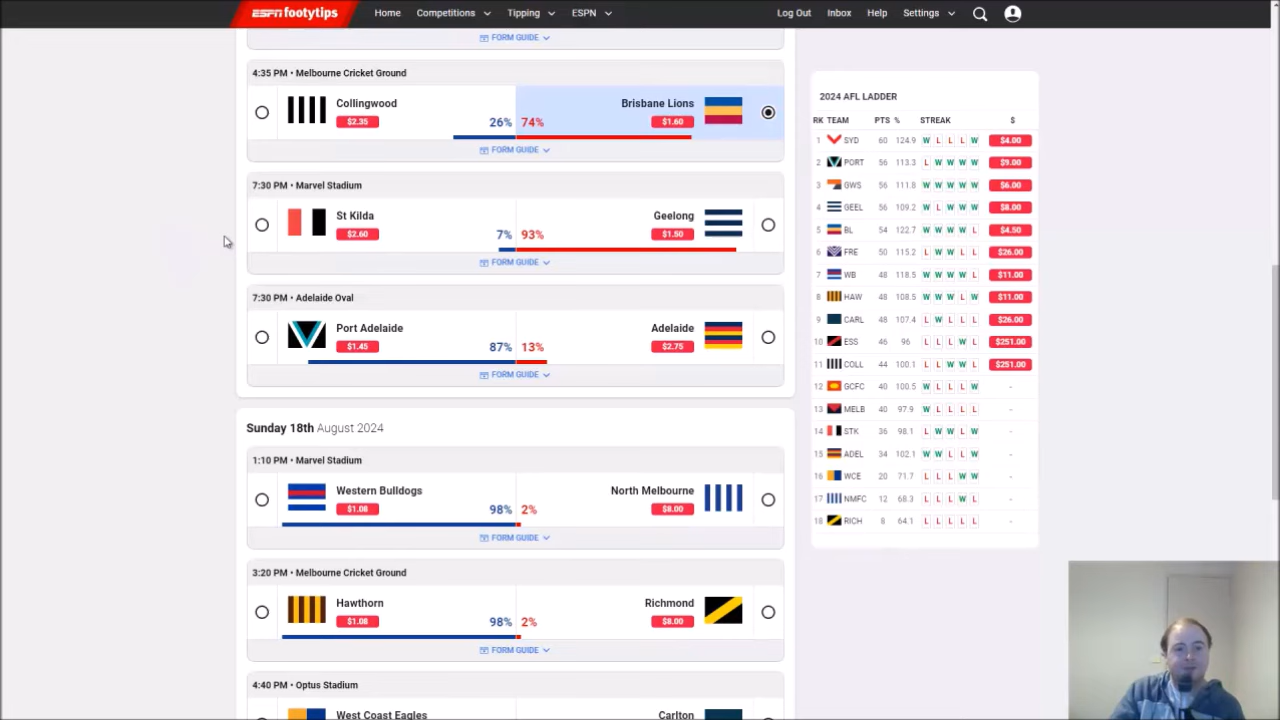 ESPN footytips
Home Competitions Tipping ESPN Log Out Inbox Help Settings
FORM GUIDE
4:35 PM • Melbourne Cricket Ground
Collingwood Brisbane Lions
$2.35 26% 74% $1.60
FORM GUIDE
7:30 PM • Marvel Stadium
St Kilda Geelong
$2.60 7% 93% $1.50
FORM GUIDE
7:30 PM • Adelaide Oval
Port Adelaide Adelaide
$1.45 87% 13% $2.75
FORM GUIDE
Sunday 18th August 2024
1:10 PM • Marvel Stadium
Western Bulldogs North Melbourne
$1.08 98% 2% $8.00
FORM GUIDE
3:20 PM • Melbourne Cricket Ground
Hawthorn Richmond
$1.08 98% 2% $8.00
FORM GUIDE
4:40 PM • Optus Stadium
West Coast Eagles Carlton
2024 AFL LADDER
RK TEAM PTS % STREAK $
1 SYD 60 124.9 W L L L W $4.00
2 PORT 56 113.3 L W W W W $9.00
3 GWS 56 111.8 W W W W W $6.00
4 GEEL 56 109.2 W L W W W $8.00
5 BL 54 122.7 W W W W L $4.50
6 FRE 50 115.2 L W W L L $26.00
7 WB 48 118.5 W W W W L $11.00
8 HAW 48 108.5 W W W L W $11.00
9 CARL 48 107.4 L W L L L $26.00
10 ESS 46 96 L L L W L $251.00
11 COLL 44 100.1 L L W W L $251.00
12 GCFC 40 100.5 W L L L W -
13 MELB 40 97.9 W L L L L -
14 STK 36 98.1 L W W L W -
15 ADEL 34 102.1 W W L L W -
16 WCE 20 71.7 L L L W W -
17 NMFC 12 68.3 L L L W L -
18 RICH 8 64.1 L L L L L -